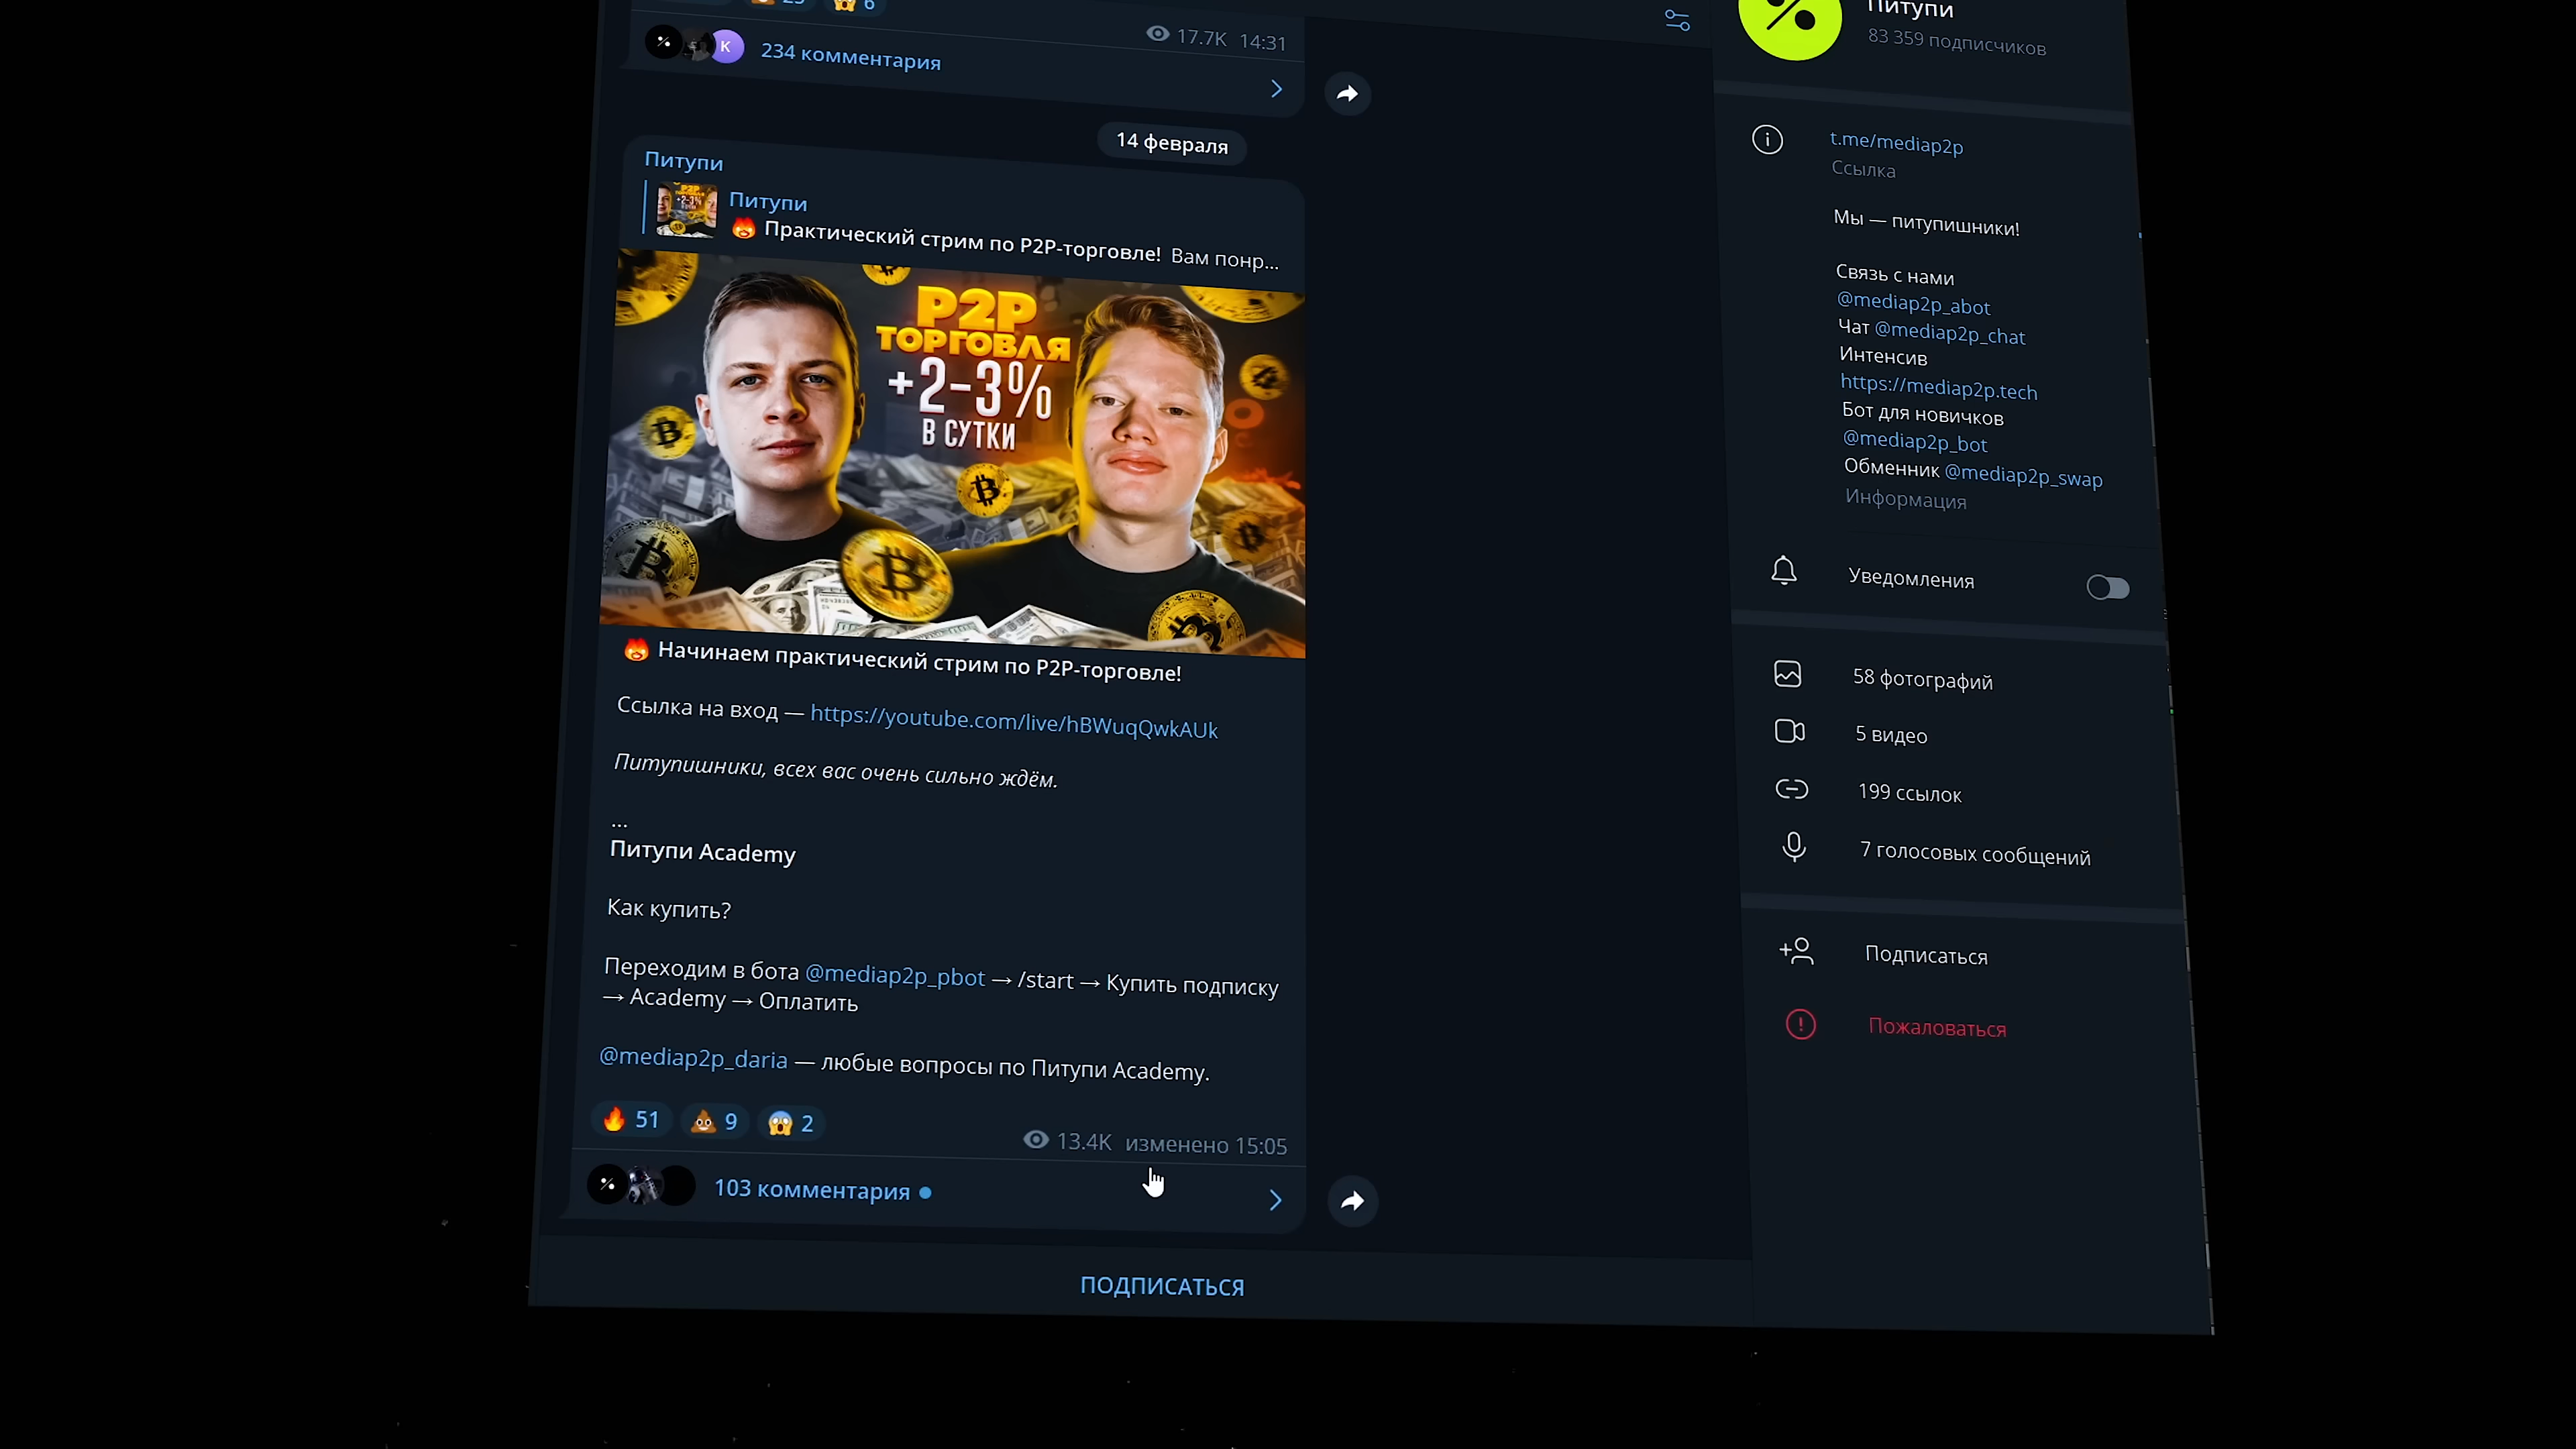 25
6
17.7K 14:31
K
234 комментария
14 февраля
Питупи
Питупи
Практический стрим по P2P-торговле! Вам понр...
P2P
ТОРГОВЛЯ
+2-3%
В СУТКИ
Начинаем практический стрим по P2P-торговле!
Ссылка на вход — https://youtube.com/live/hBWuqQwkAUk
Питупишники, всех вас очень сильно ждём.
...
Питупи Academy
Как купить?
Переходим в бота @mediap2p_pbot → /start → Купить подписку
→ Academy → Оплатить
@mediap2p_daria — любые вопросы по Питупи Academy.
51 9 2
13.4K изменено 15:05
103 комментария
ПОДПИСАТЬСЯ
Питупи
83 359 подписчиков
t.me/mediap2p
Ссылка
Мы — питупишники!
Связь с нами
@mediap2p_abot
Чат @mediap2p_chat
Интенсив
https://mediap2p.tech
Бот для новичков
@mediap2p_bot
Обменник @mediap2p_swap
Информация
Уведомления
58 фотографий
5 видео
199 ссылок
7 голосовых сообщений
Подписаться
Пожаловаться